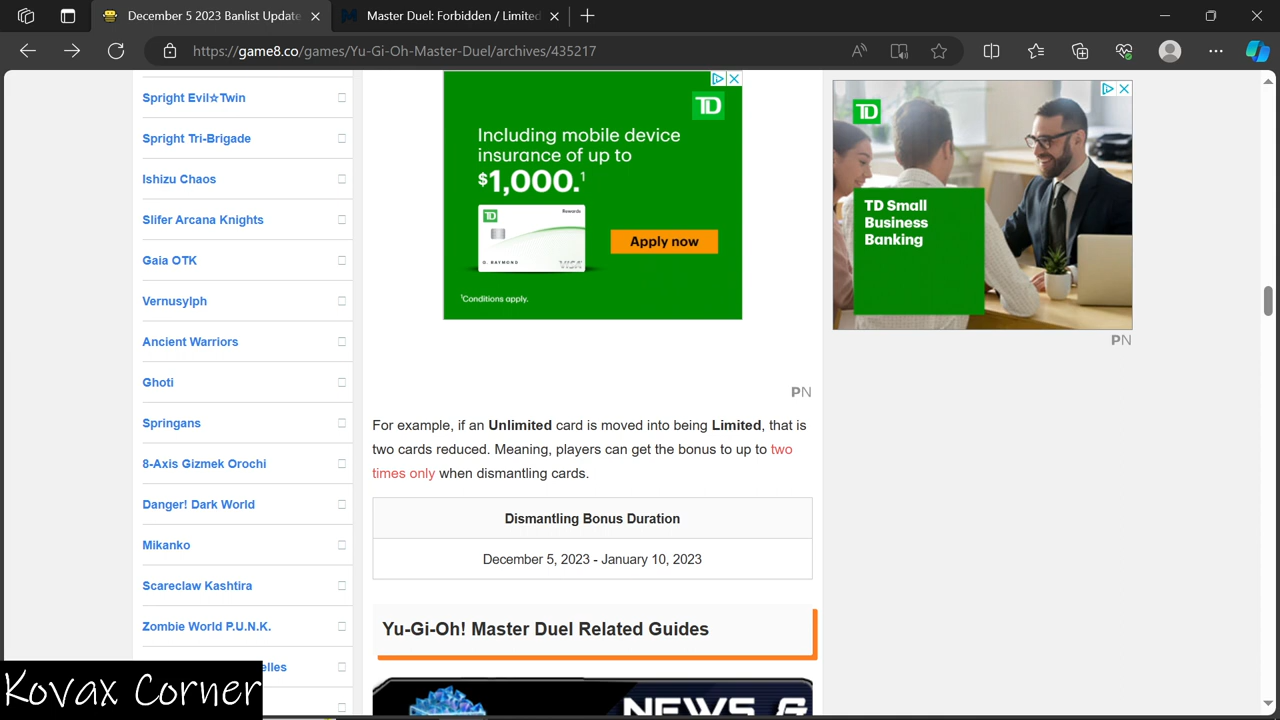 December 5 2023 Banlist Update
Master Duel: Forbidden / Limited
https://game8.co/games/Yu-Gi-Oh-Master-Duel/archives/435217
Spright Evil☆Twin
Spright Tri-Brigade
Ishizu Chaos
Slifer Arcana Knights
Gaia OTK
Vernusylph
Ancient Warriors
Ghoti
Springans
8-Axis Gizmek Orochi
Danger! Dark World
Mikanko
Scareclaw Kashtira
Zombie World P.U.N.K.
elles
Kovax Corner
TD
Including mobile device
insurance of up to
$1,000.¹
TD
Rewards
G. RAYMOND
VISA
Apply now
¹Conditions apply.
PN
For example, if an Unlimited card is moved into being Limited, that is
two cards reduced. Meaning, players can get the bonus to up to two
times only when dismantling cards.
Dismantling Bonus Duration
December 5, 2023 - January 10, 2023
Yu-Gi-Oh! Master Duel Related Guides
NEWS &
TD
TD Small
Business
Banking
PN